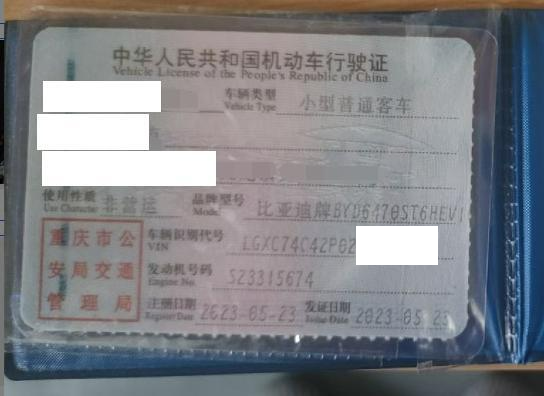 中华人民共和国机动车行驶证
Vehicle License of the People's Republic of China
车辆类型 小型普通客车
Vehicle Type
使用性质 非营运 品牌型号 比亚迪牌BYD6470ST6HEV1
Use Character Model
重庆市公
安局交通
管理局
车辆识别代号 LGXC74C42P02
VIN
发动机号码 S23315674
Engine No.
注册日期 2023-05-23 发证日期 2023-05-23
Register Date Issue Date